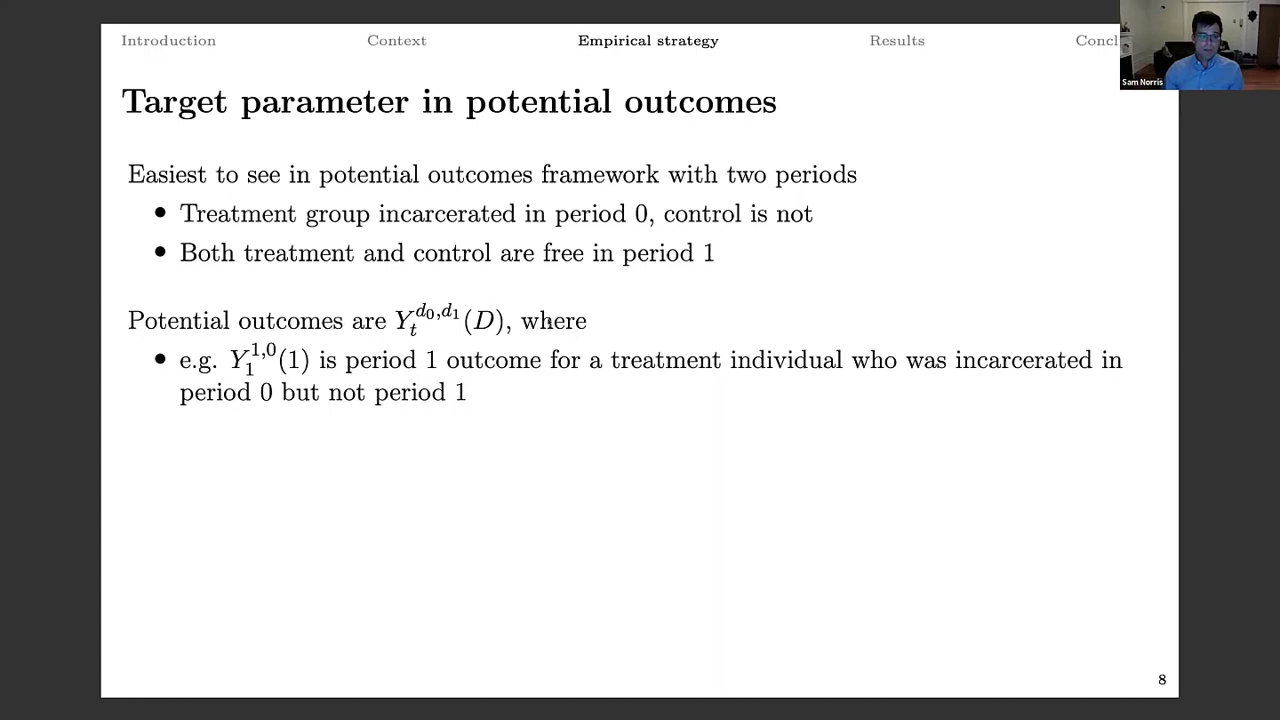 Introduction Context Empirical strategy Results Concl
Sam Norris
Target parameter in potential outcomes
Easiest to see in potential outcomes framework with two periods
• Treatment group incarcerated in period 0, control is not
• Both treatment and control are free in period 1
Potential outcomes are $Y_t^{d_0,d_1}(D)$, where
• e.g. $Y_1^{1,0}(1)$ is period 1 outcome for a treatment individual who was incarcerated in
period 0 but not period 1
8